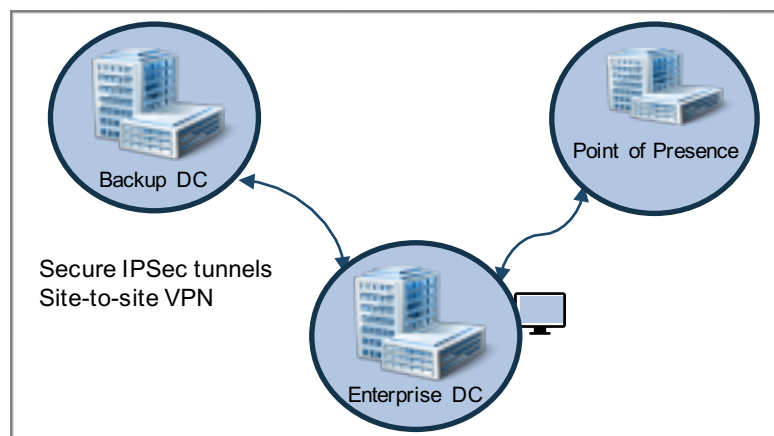 Backup DC
Point of Presence
Secure IPSec tunnels
Site-to-site VPN
Enterprise DC